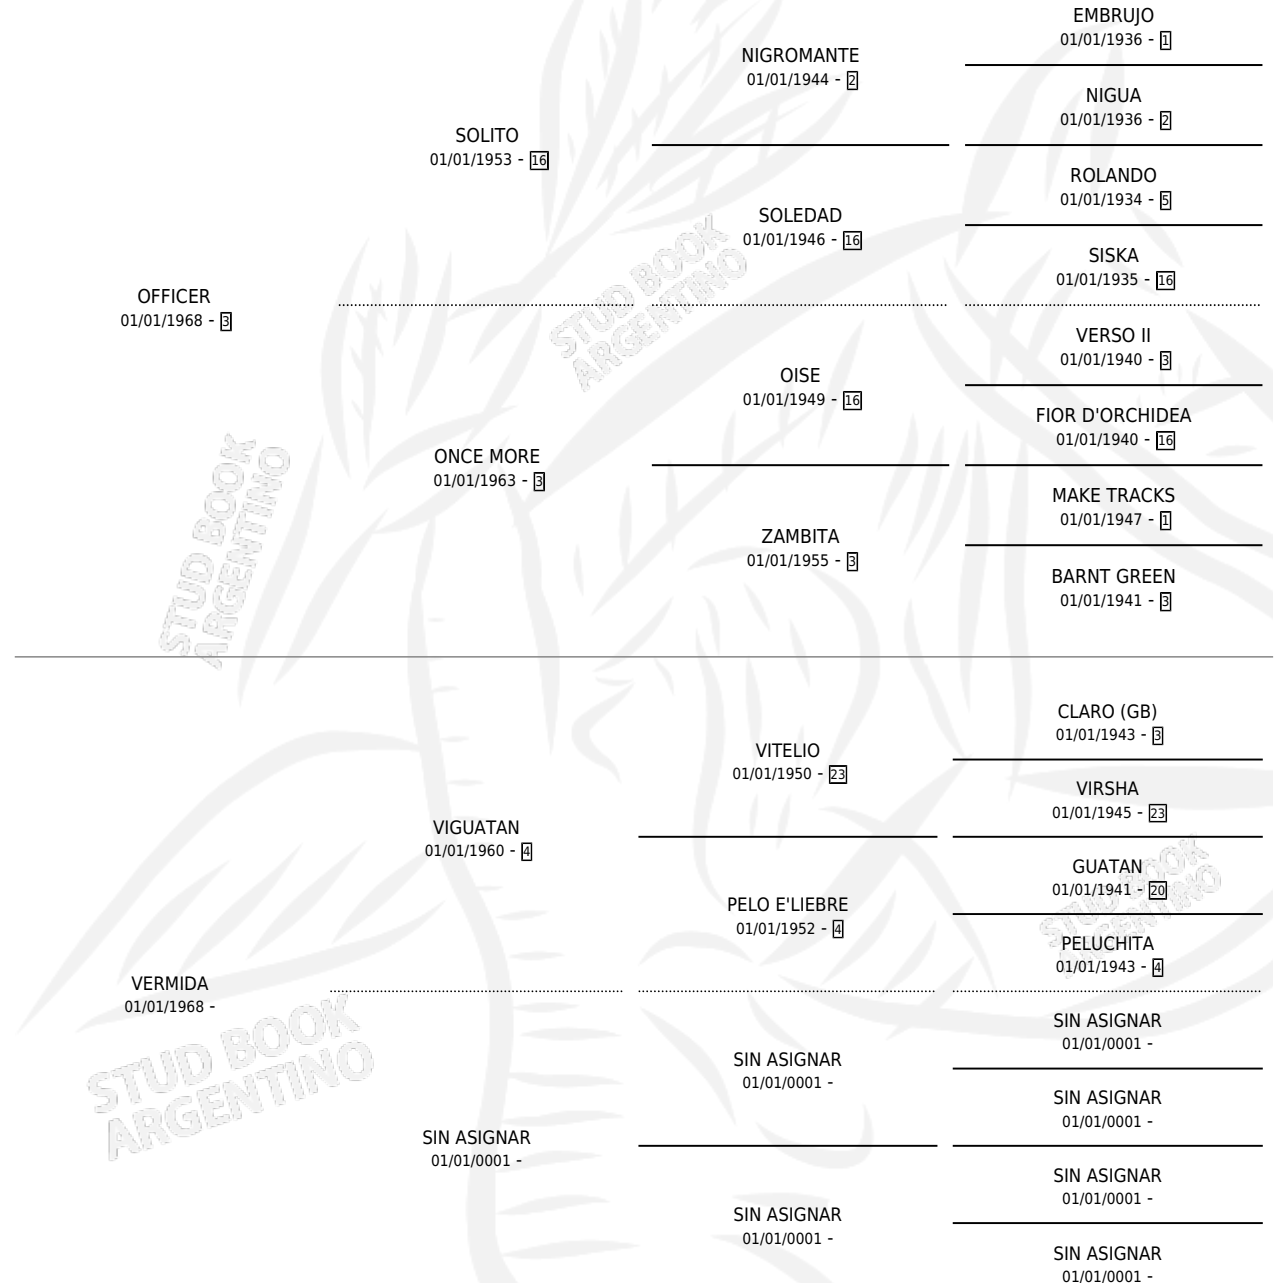 EMBRUJO
01/01/1936 - 1
NIGROMANTE
01/01/1944 - 2
NIGUA
01/01/1936 - 2
SOLITO
01/01/1953 - 16
ROLANDO
01/01/1934 - 5
SOLEDAD
01/01/1946 - 16
SISKA
01/01/1935 - 16
OFFICER
01/01/1968 - 3
VERSO II
01/01/1940 - 3
OISE
01/01/1949 - 16
FIOR D'ORCHIDEA
01/01/1940 - 16
ONCE MORE
01/01/1963 - 3
MAKE TRACKS
01/01/1947 - 1
ZAMBITA
01/01/1955 - 3
BARNT GREEN
01/01/1941 - 3
CLARO (GB)
01/01/1943 - 3
VITELIO
01/01/1950 - 23
VIRSHA
01/01/1945 - 23
VIGUATAN
01/01/1960 - 4
GUATAN
01/01/1941 - 20
PELO E'LIEBRE
01/01/1952 - 4
PELUCHITA
01/01/1943 - 4
VERMIDA
01/01/1968 -
SIN ASIGNAR
01/01/0001 -
SIN ASIGNAR
01/01/0001 -
SIN ASIGNAR
01/01/0001 -
SIN ASIGNAR
01/01/0001 -
SIN ASIGNAR
01/01/0001 -
SIN ASIGNAR
01/01/0001 -
SIN ASIGNAR
01/01/0001 -
STUD BOOK
ARGENTINO
STUD BOOK
ARGENTINO
STUD BOOK
ARGENTINO
STUD BOOK
ARGENTINO